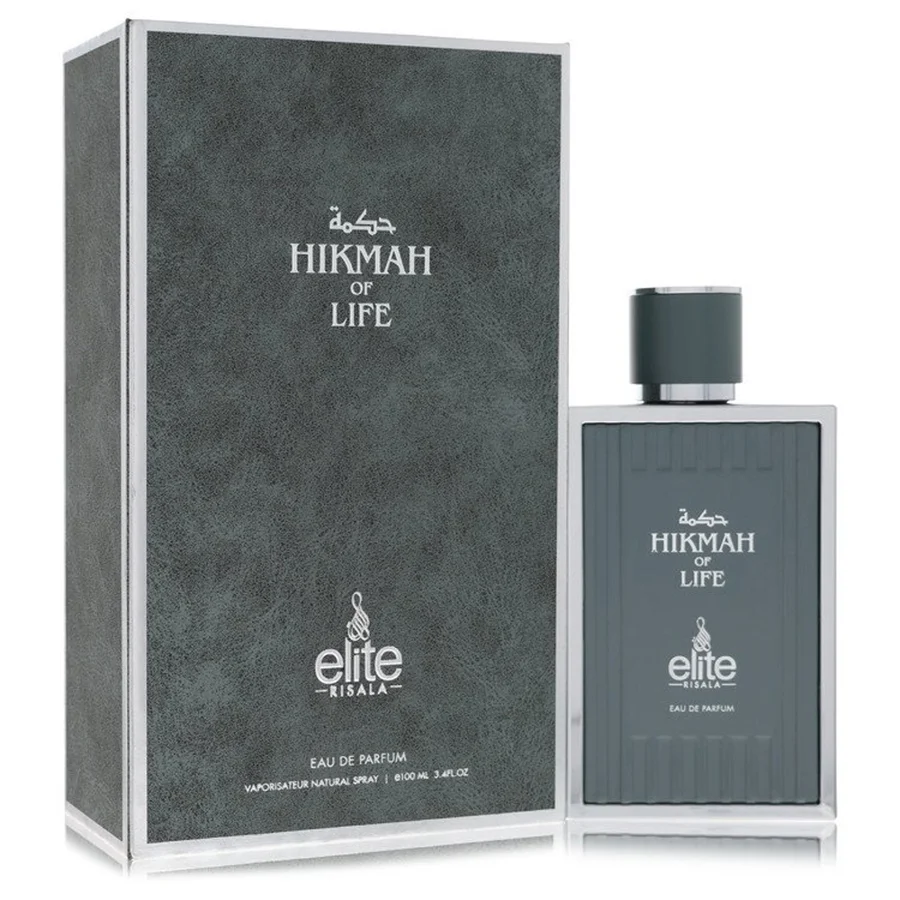 حكمة
HIKMAH
OF
LIFE
elite
RISALA
EAU DE PARFUM
VAPORISATEUR NATURAL SPRAY | ℮100 ML 3.4FL.OZ
حكمة
HIKMAH
OF
LIFE
elite
RISALA
EAU DE PARFUM